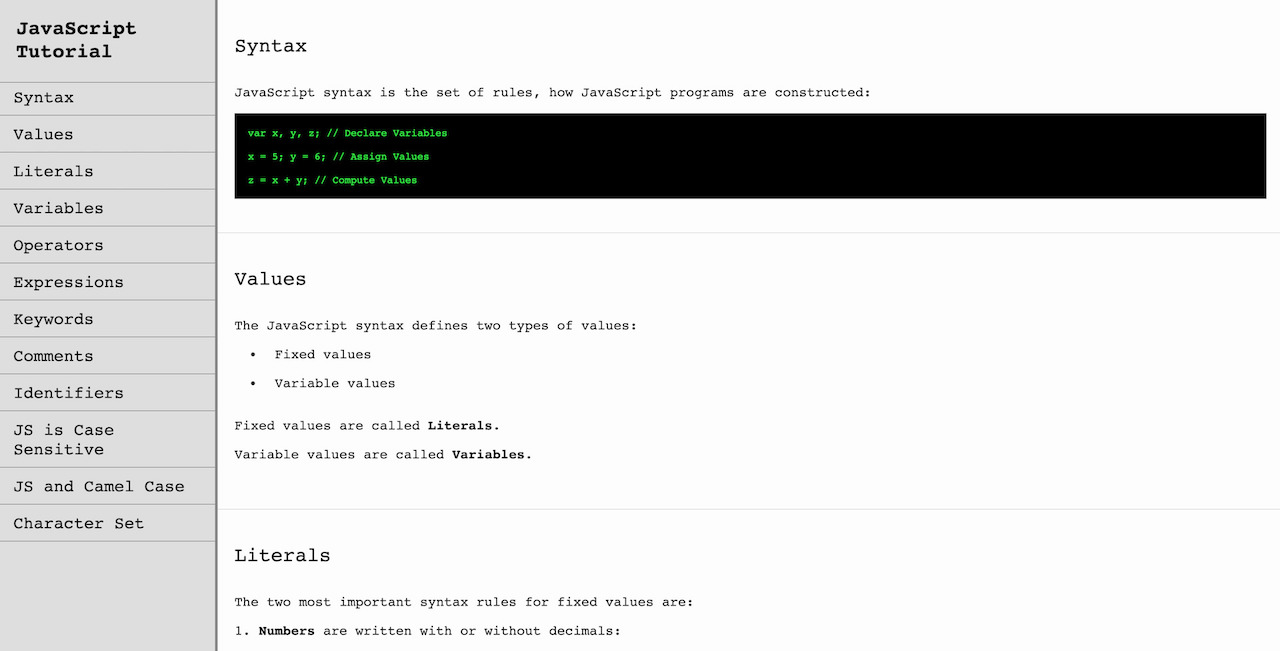 JavaScript
Tutorial
Syntax
Values
Literals
Variables
Operators
Expressions
Keywords
Comments
Identifiers
JS is Case
Sensitive
JS and Camel Case
Character Set
Syntax
JavaScript syntax is the set of rules, how JavaScript programs are constructed:
var x, y, z; // Declare Variables
x = 5; y = 6; // Assign Values
z = x + y; // Compute Values
Values
The JavaScript syntax defines two types of values:
• Fixed values
• Variable values
Fixed values are called Literals.
Variable values are called Variables.
Literals
The two most important syntax rules for fixed values are:
1. Numbers are written with or without decimals: